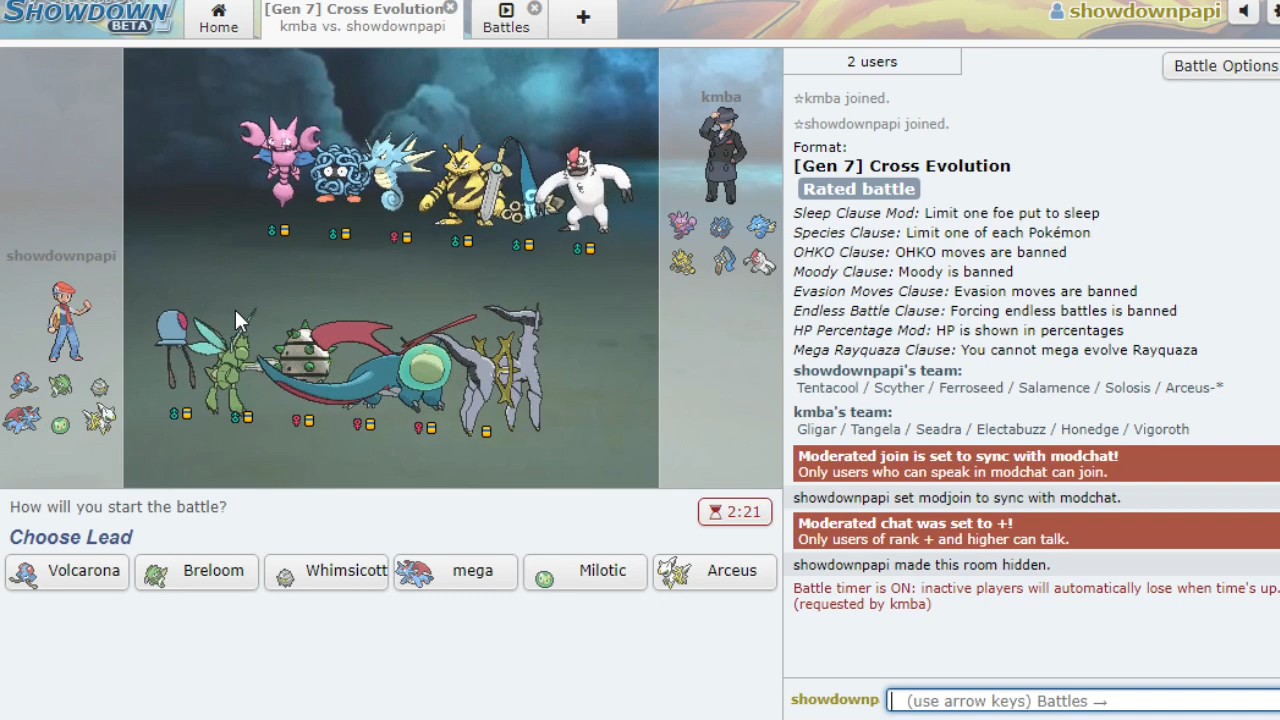 SHOWDOWN
BETA
Home
[Gen 7] Cross Evolution
kmba vs. showdownpapi
Battles
+
showdownpapi
kmba
showdownpapi
How will you start the battle?
2:21
Choose Lead
Volcarona
Breloom
Whimsicott
mega
Milotic
Arceus
2 users
Battle Options
☆kmba joined.
☆showdownpapi joined.
Format:
[Gen 7] Cross Evolution
Rated battle
Sleep Clause Mod: Limit one foe put to sleep
Species Clause: Limit one of each Pokémon
OHKO Clause: OHKO moves are banned
Moody Clause: Moody is banned
Evasion Moves Clause: Evasion moves are banned
Endless Battle Clause: Forcing endless battles is banned
HP Percentage Mod: HP is shown in percentages
Mega Rayquaza Clause: You cannot mega evolve Rayquaza
showdownpapi's team:
Tentacool / Scyther / Ferroseed / Salamence / Solosis / Arceus-*
kmba's team:
Gligar / Tangela / Seadra / Electabuzz / Honedge / Vigoroth
Moderated join is set to sync with modchat!
Only users who can speak in modchat can join.
showdownpapi set modjoin to sync with modchat.
Moderated chat was set to +!
Only users of rank + and higher can talk.
showdownpapi made this room hidden.
Battle timer is ON: inactive players will automatically lose when time's up.
(requested by kmba)
showdownp
(use arrow keys) Battles →